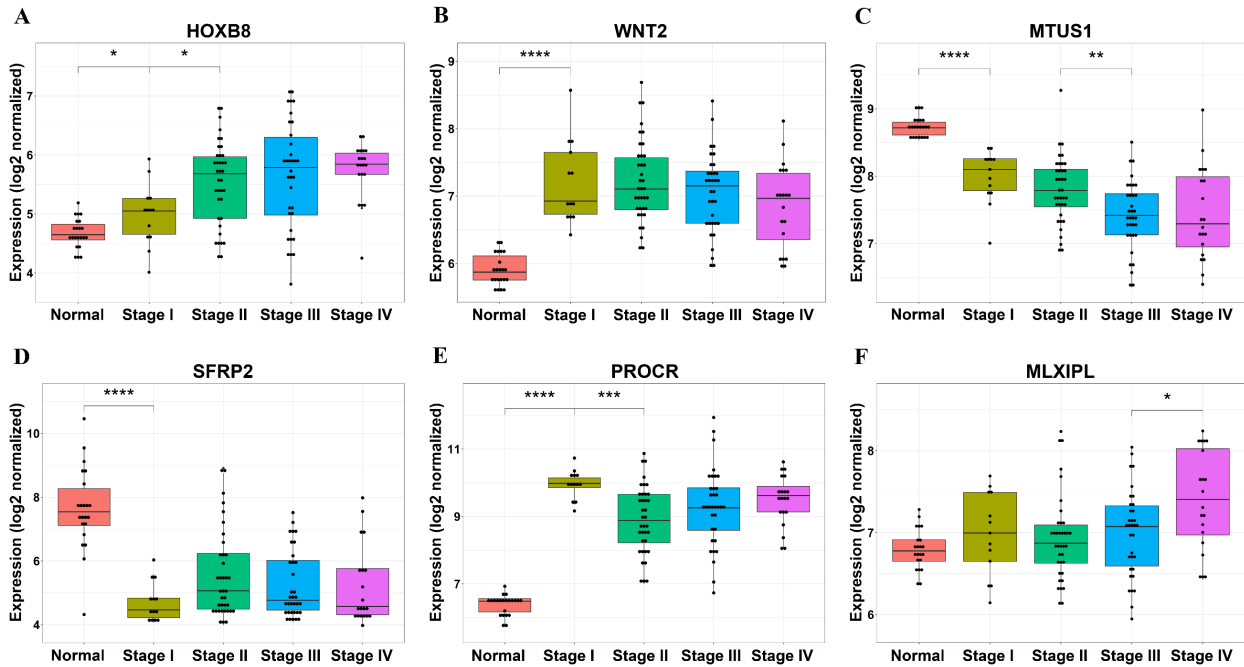 A
HOXB8
* *
Expression (log2 normalized)
7
6
5
4
Normal Stage I Stage II Stage III Stage IV
B
WNT2
****
Expression (log2 normalized)
9
8
7
6
Normal Stage I Stage II Stage III Stage IV
C
MTUS1
**** **
Expression (log2 normalized)
9
8
7
Normal Stage I Stage II Stage III Stage IV
D
SFRP2
****
Expression (log2 normalized)
10
8
6
4
Normal Stage I Stage II Stage III Stage IV
E
PROCR
**** ***
Expression (log2 normalized)
11
9
7
Normal Stage I Stage II Stage III Stage IV
F
MLXIPL
*
Expression (log2 normalized)
8
7
6
Normal Stage I Stage II Stage III Stage IV